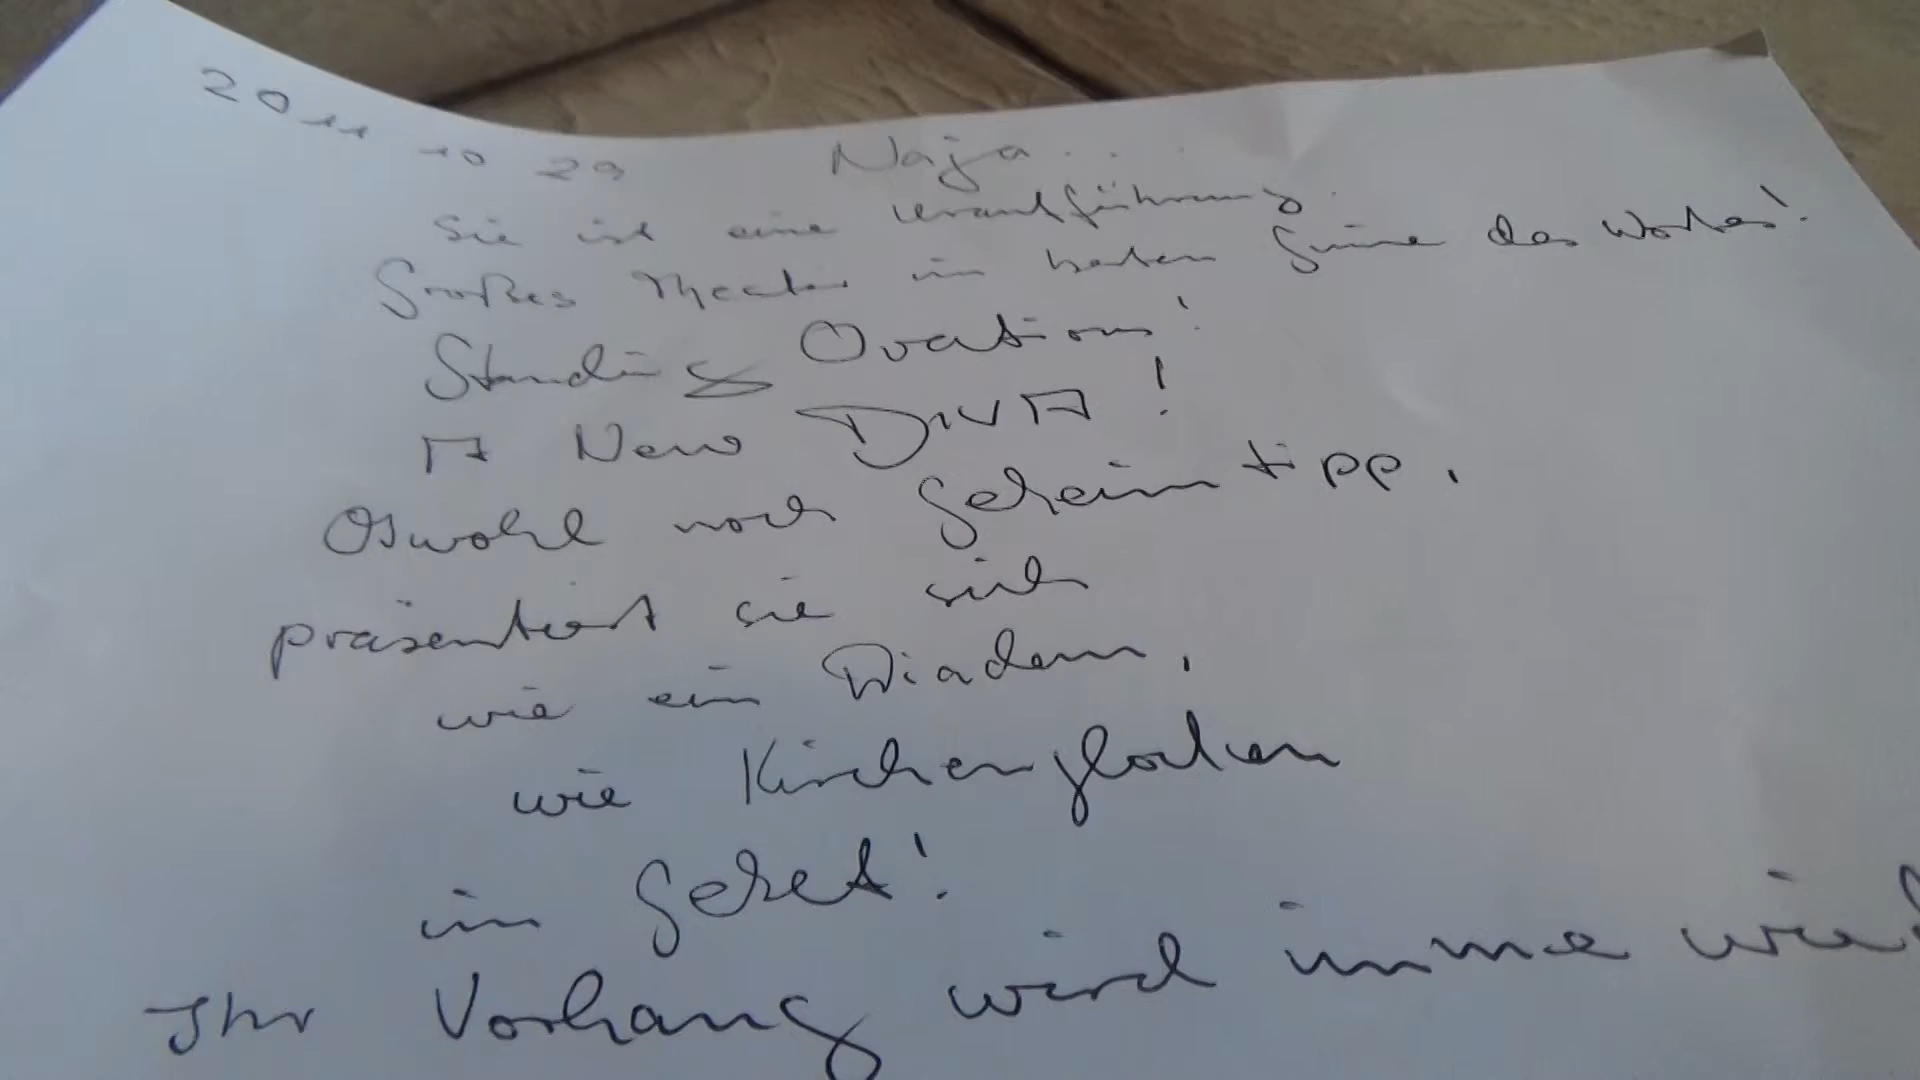 2011 10 29 Naja...
Sie ist eine Uraufführung.
Großes Theater im besten Sinne des Wortes!
Standing Ovations!
A New DIVA!
Obwohl noch Geheimtipp,
präsentiert sie sich
wie ein Diadem,
wie Kirchenglocken
im Gebet!
Ihr Vorhang wird immer wied